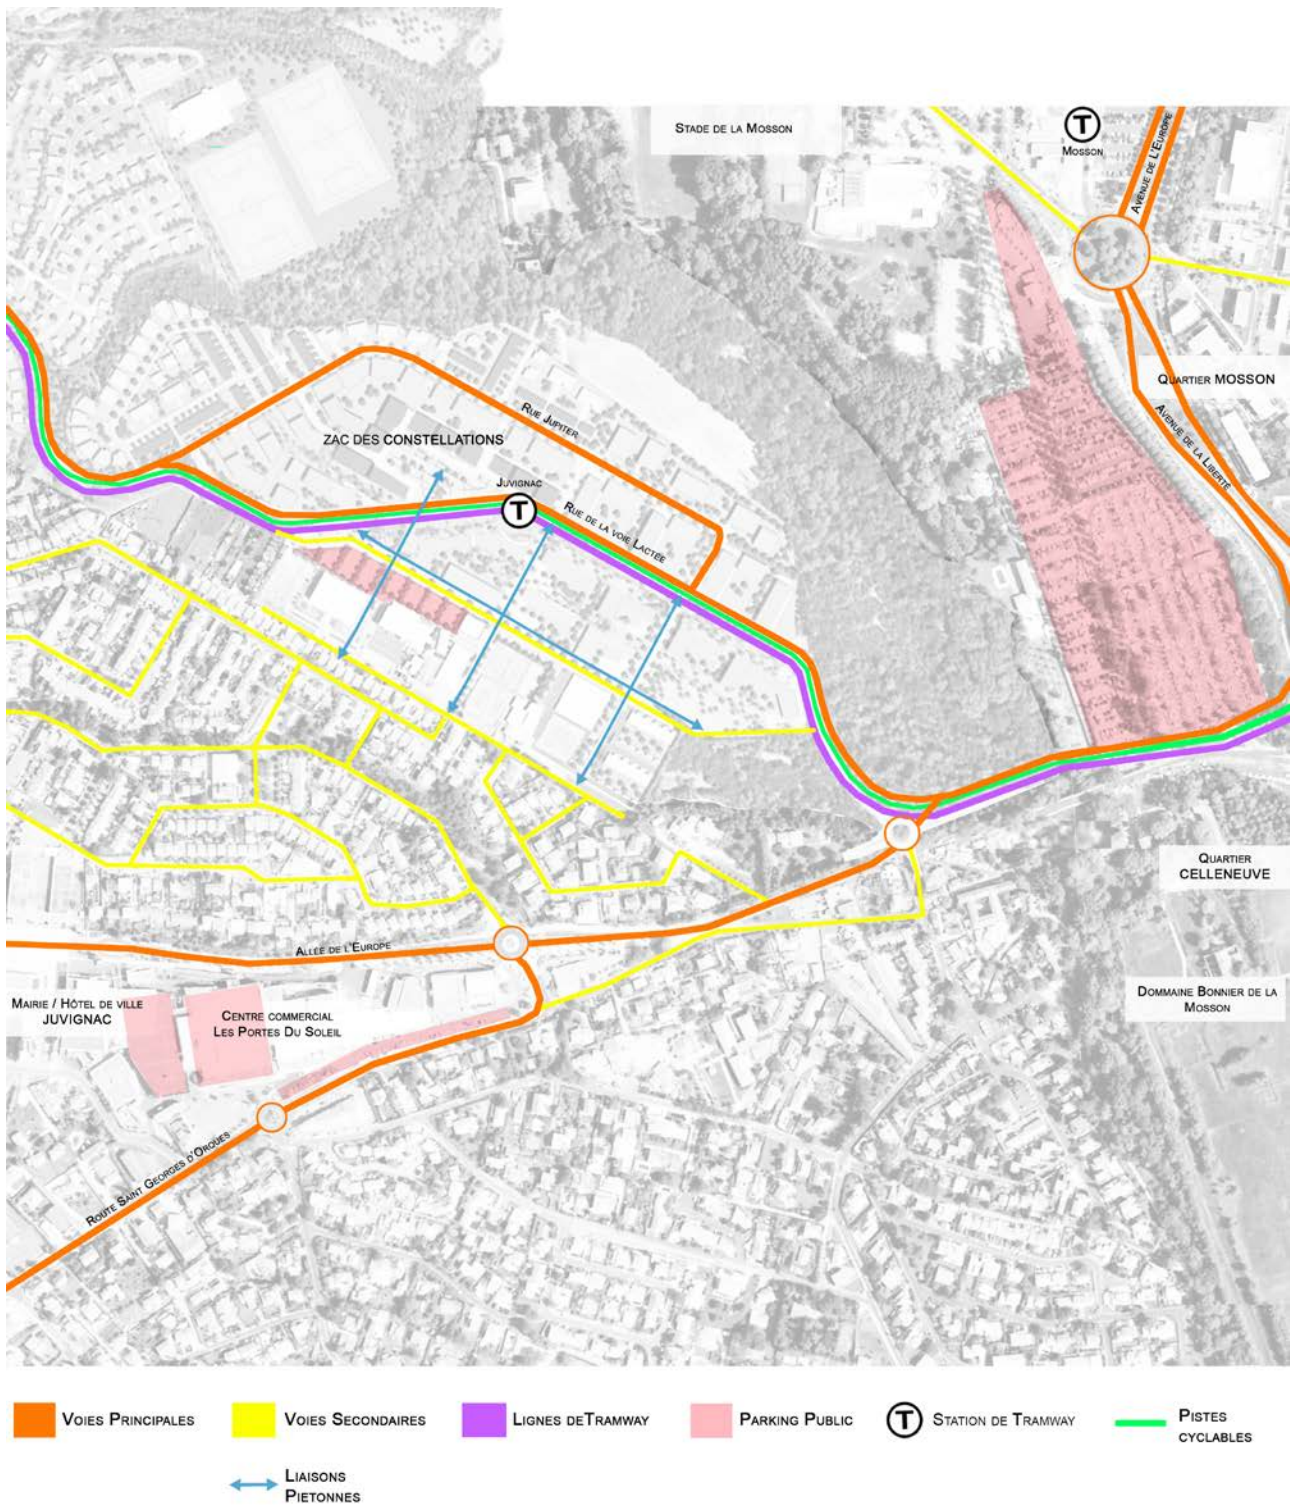 Stade de la Mosson
Mosson
Avenue de l'Europe
Quartier MOSSON
Avenue de la Liberté
Rue Jupiter
ZAC des CONSTELLATIONS
Juvignac
Rue de la voie Lactée
Quartier
CELLENEUVE
Allée de l'Europe
Mairie / Hôtel de ville
JUVIGNAC
Centre commercial
Les Portes Du Soleil
Dommaine Bonnier de la
Mosson
Route Saint Georges d'Orques
Voies Principales
Voies Secondaires
Lignes deTramway
Parking Public
T
Station de Tramway
Pistes
cyclables
Liaisons
Pietonnes